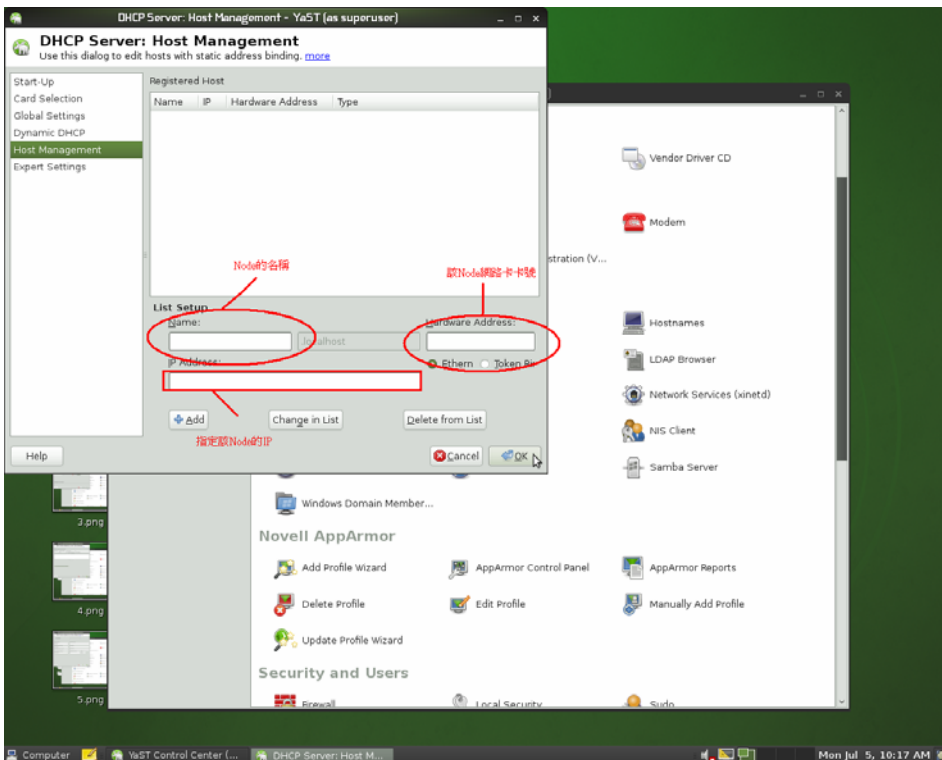 DHCP Server: Host Management - YaST (as superuser)
DHCP Server: Host Management
Use this dialog to edit hosts with static address binding. more
Start-Up
Card Selection
Global Settings
Dynamic DHCP
Host Management
Expert Settings
Registered Host
Name IP Hardware Address Type
Node的名稱
該Node網路卡卡號
List Setup
Name:
Hardware Address:
localhost
IP Address:
Ethern
Token Rin
Add
Change in List
Delete from List
指定該Node的IP
Help
Cancel
OK
)
Vendor Driver CD
Modem
stration (V...
Hostnames
LDAP Browser
Network Services (xinetd)
NIS Client
Samba Server
Windows Domain Member...
Novell AppArmor
Add Profile Wizard
AppArmor Control Panel
AppArmor Reports
Delete Profile
Edit Profile
Manually Add Profile
Update Profile Wizard
Security and Users
Firewall
Local Security
Sudo
3.png
4.png
5.png
Computer
YaST Control Center (...
DHCP Server: Host M...
Mon Jul 5, 10:17 AM